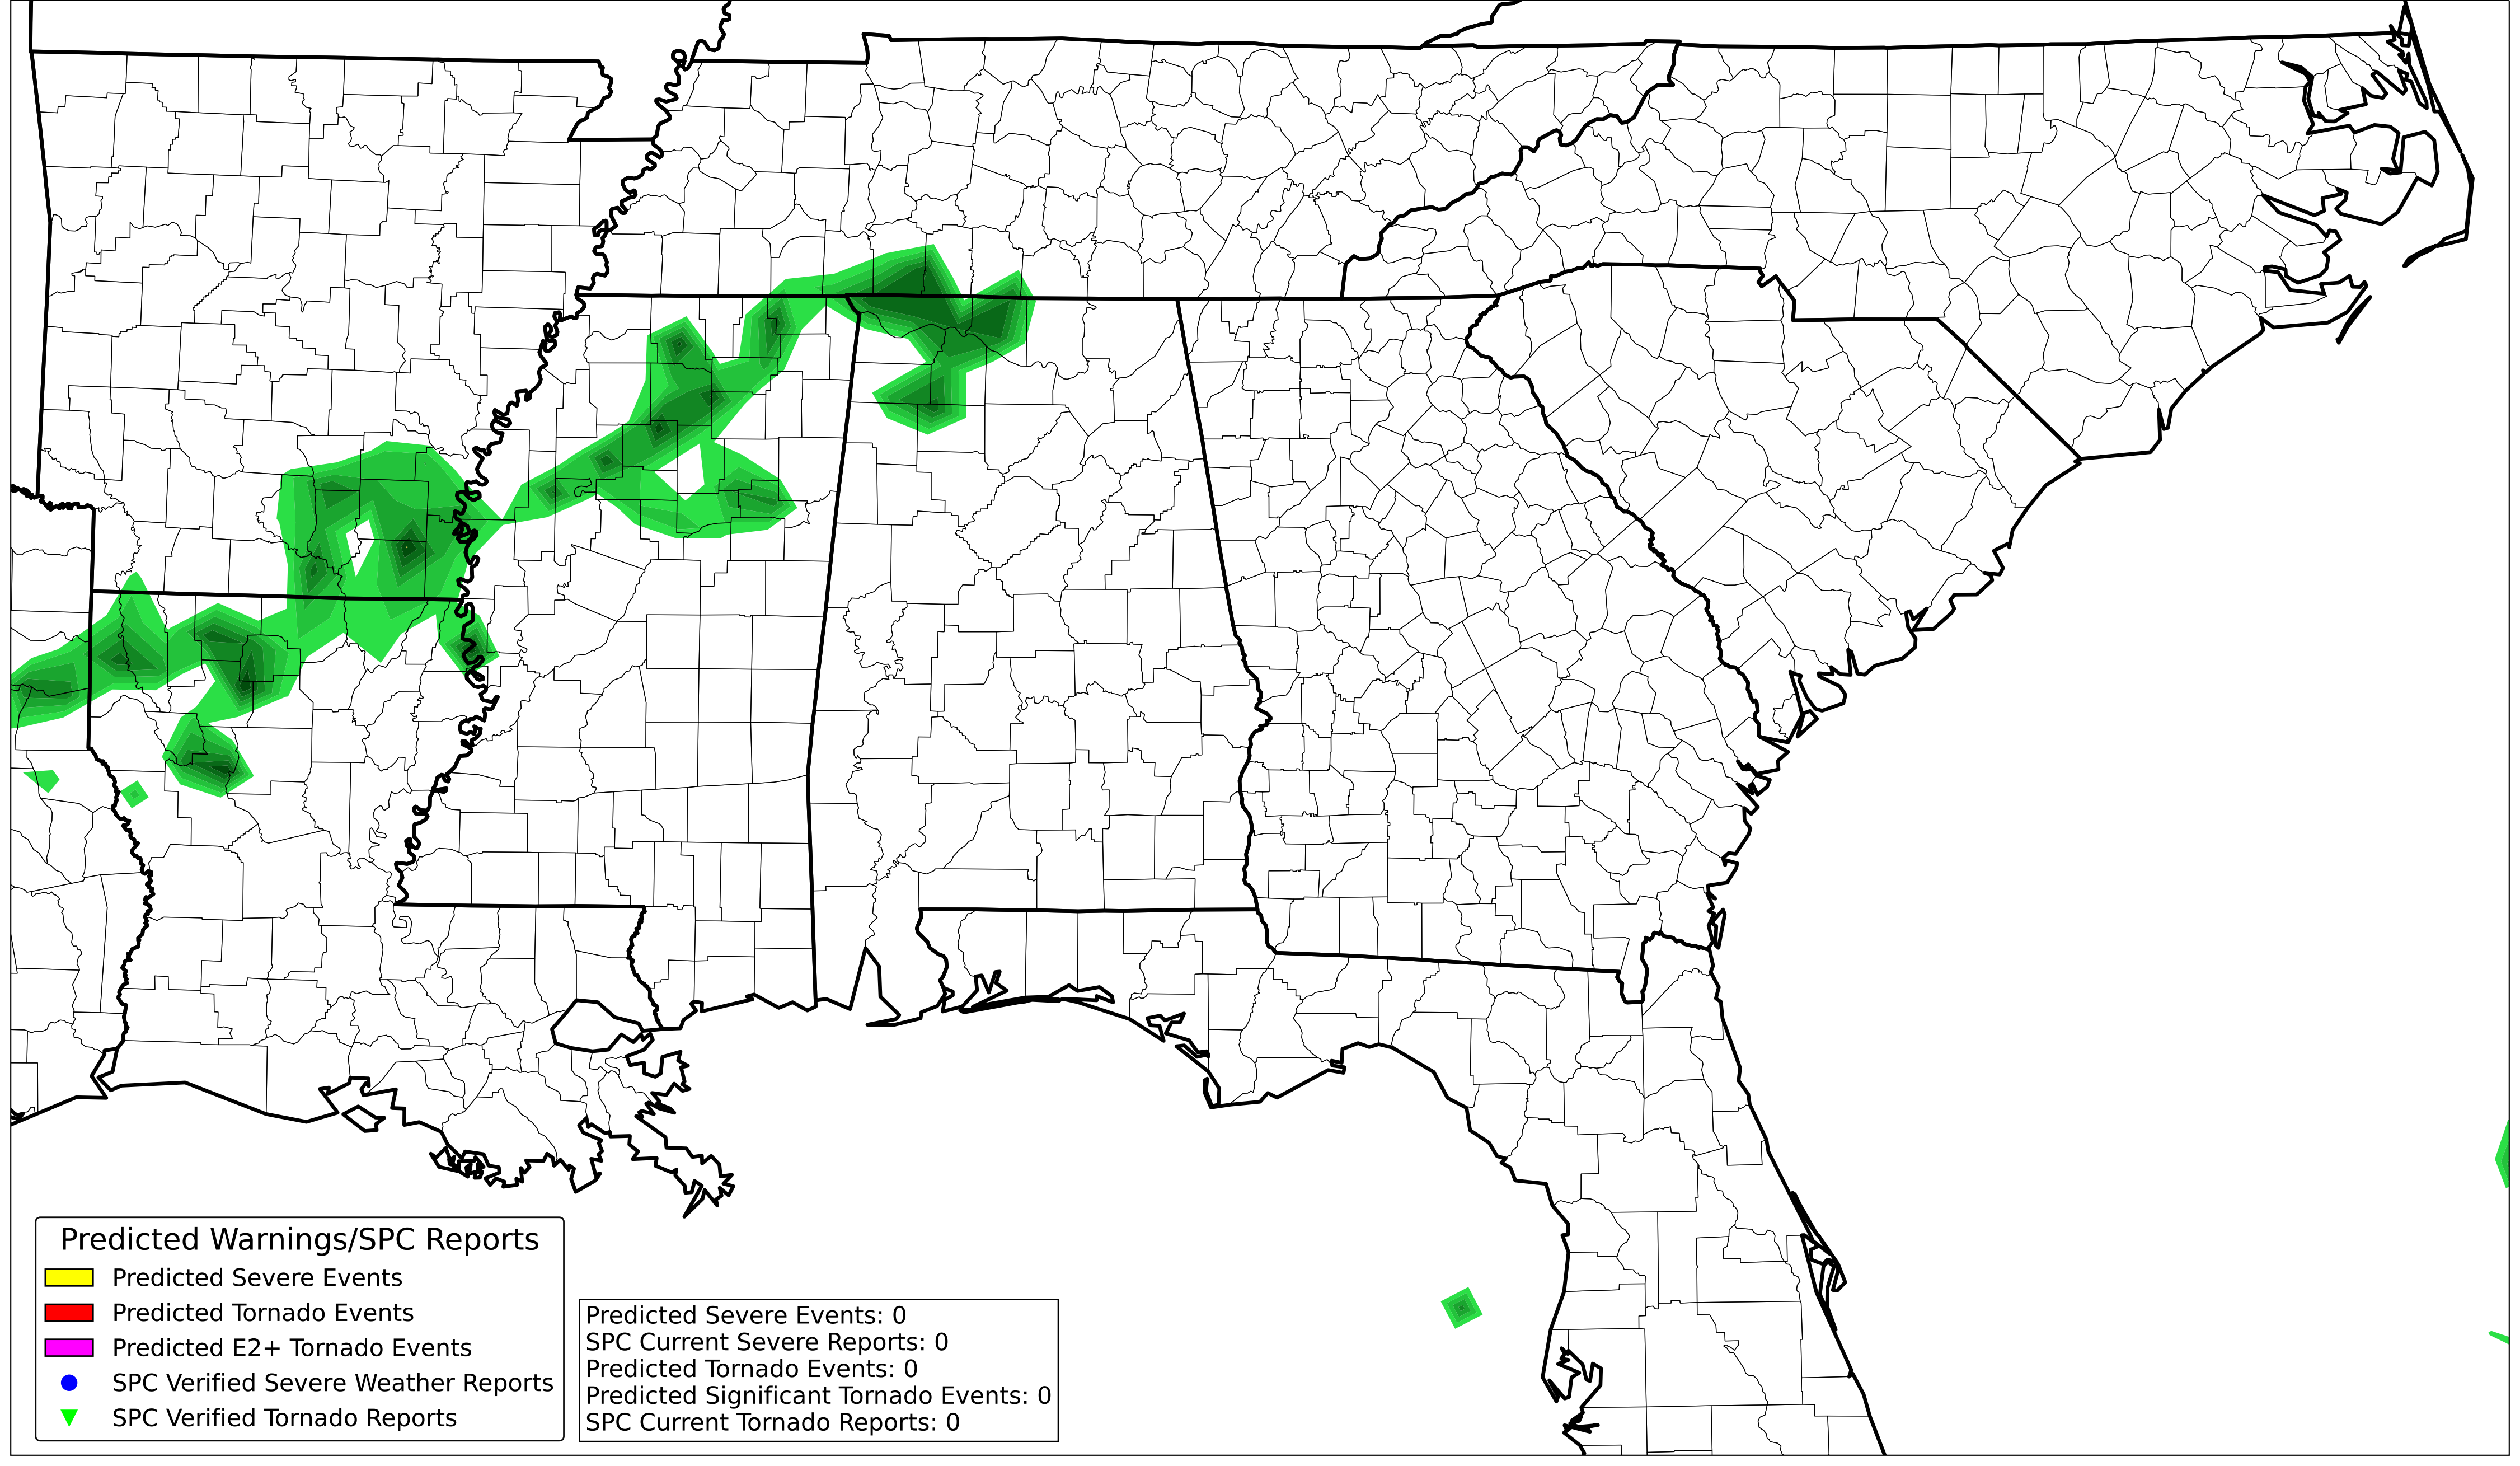 Predicted Warnings/SPC Reports
Predicted Severe Events
Predicted Tornado Events
Predicted E2+ Tornado Events
SPC Verified Severe Weather Reports
SPC Verified Tornado Reports
Predicted Severe Events: 0
SPC Current Severe Reports: 0
Predicted Tornado Events: 0
Predicted Significant Tornado Events: 0
SPC Current Tornado Reports: 0